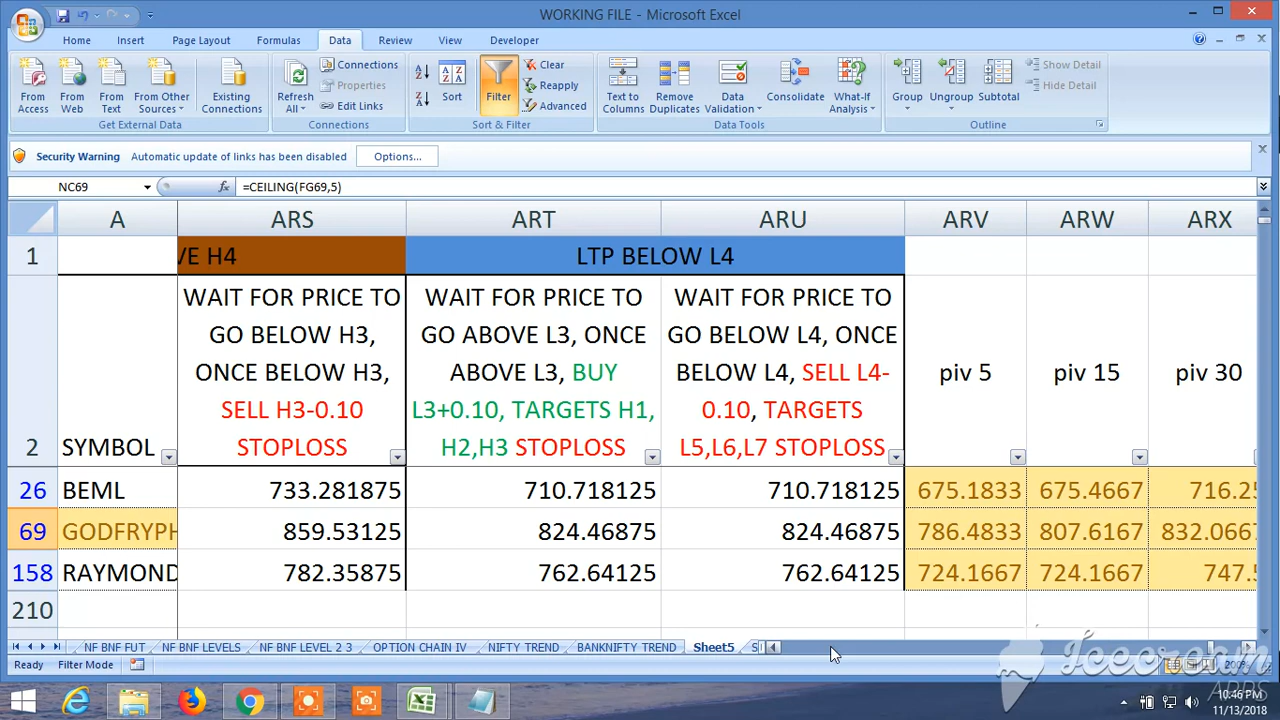 WORKING FILE - Microsoft Excel
Home Insert Page Layout Formulas Data Review View Developer
From Access From Web From Text From Other Sources Existing Connections
Get External Data
Refresh All Connections Properties Edit Links
Connections
Sort Filter Clear Reapply Advanced
Sort & Filter
Text to Columns Remove Duplicates Data Validation Consolidate What-If Analysis
Data Tools
Group Ungroup Subtotal Show Detail Hide Detail
Outline
Security Warning Automatic update of links has been disabled Options...
NC69 fx =CEILING(FG69,5)
A ARS ART ARU ARV ARW ARX
1 VE H4 LTP BELOW L4
WAIT FOR PRICE TO
GO BELOW H3,
ONCE BELOW H3,
SELL H3-0.10
STOPLOSS
WAIT FOR PRICE TO
GO ABOVE L3, ONCE
ABOVE L3, BUY
L3+0.10, TARGETS H1,
H2,H3 STOPLOSS
WAIT FOR PRICE TO
GO BELOW L4, ONCE
BELOW L4, SELL L4-
0.10, TARGETS
L5,L6,L7 STOPLOSS
piv 5 piv 15 piv 30
2 SYMBOL
26 BEML 733.281875 710.718125 710.718125 675.1833 675.4667 716.25
69 GODFRYPH 859.53125 824.46875 824.46875 786.4833 807.6167 832.0667
158 RAYMOND 782.35875 762.64125 762.64125 724.1667 724.1667 747.5
210
NF BNF FUT NF BNF LEVELS NF BNF LEVEL 2 3 OPTION CHAIN IV NIFTY TREND BANKNIFTY TREND Sheet5 S
Ready Filter Mode
Icecream
APPS
10:46 PM
11/13/2018